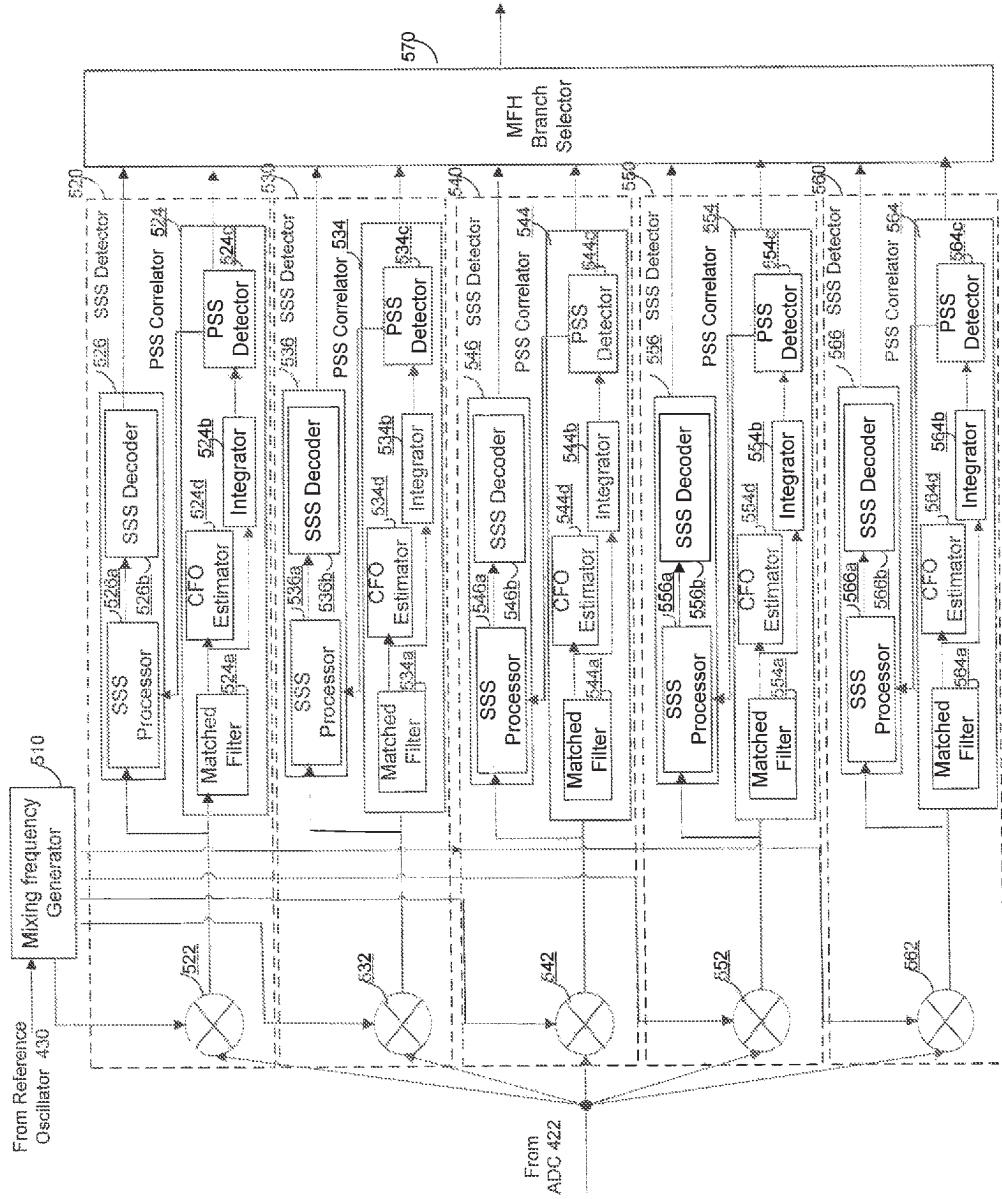 From Reference
Oscillator 430
Mixing frequency
Generator
510
From
ADC 422
520
526 SSS Detector
SSS
Processor
526a
SSS Decoder
526b
PSS Correlator
524
522
Matched
Filter
524a
CFO
Estimator
524d
Integrator
524b
PSS
Detector
524c
530
536 SSS Detector
SSS
Processor
536a
SSS Decoder
536b
PSS Correlator
534
532
Matched
Filter
534a
CFO
Estimator
534d
Integrator
534b
PSS
Detector
534c
540
546 SSS Detector
SSS
Processor
546a
SSS Decoder
546b
PSS Correlator
544
542
Matched
Filter
544a
CFO
Estimator
544d
Integrator
544b
PSS
Detector
544c
550
556 SSS Detector
SSS
Processor
556a
SSS Decoder
556b
PSS Correlator
554
552
Matched
Filter
554a
CFO
Estimator
554d
Integrator
554b
PSS
Detector
554c
560
566 SSS Detector
SSS
Processor
566a
SSS Decoder
566b
PSS Correlator
564
562
Matched
Filter
564a
CFO
Estimator
564d
Integrator
564b
PSS
Detector
564c
MFH
Branch
Selector
570